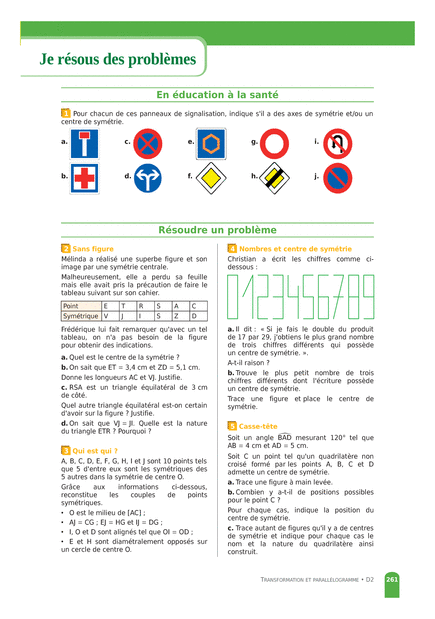 Je résous des problèmes
En éducation à la santé
1 Pour chacun de ces panneaux de signalisation, indique s'il a des axes de symétrie et/ou un
centre de symétrie.
a. c. e. g. i.
b. d. f. h. j.
Résoudre un problème
2 Sans figure
Mélinda a réalisé une superbe figure et son
image par une symétrie centrale.
Malheureusement, elle a perdu sa feuille
mais elle avait pris la précaution de faire le
tableau suivant sur son cahier.
Point E T R S A C
Symétrique V J I S Z D
Frédérique lui fait remarquer qu'avec un tel
tableau, on n'a pas besoin de la figure
pour obtenir des indications.
a. Quel est le centre de la symétrie ?
b. On sait que ET = 3,4 cm et ZD = 5,1 cm.
Donne les longueurs AC et VJ. Justifie.
c. RSA est un triangle équilatéral de 3 cm
de côté.
Quel autre triangle équilatéral est-on certain
d'avoir sur la figure ? Justifie.
d. On sait que VJ = JI. Quelle est la nature
du triangle ETR ? Pourquoi ?
3 Qui est qui ?
A, B, C, D, E, F, G, H, I et J sont 10 points tels
que 5 d'entre eux sont les symétriques des
5 autres dans la symétrie de centre O.
Grâce aux informations ci-dessous,
reconstitue les couples de points
symétriques.
• O est le milieu de [AC] ;
• AJ = CG ; EJ = HG et IJ = DG ;
• I, O et D sont alignés tel que OI = OD ;
• E et H sont diamétralement opposés sur
un cercle de centre O.
4 Nombres et centre de symétrie
Christian a écrit les chiffres comme ci-
dessous :
0123456789
a. Il dit : « Si je fais le double du produit
de 17 par 29, j'obtiens le plus grand nombre
de trois chiffres différents qui possède
un centre de symétrie. ».
A-t-il raison ?
b. Trouve le plus petit nombre de trois
chiffres différents dont l'écriture possède
un centre de symétrie.
Trace une figure et place le centre de
symétrie.
5 Casse-tête
Soit un angle BAD mesurant 120° tel que
AB = 4 cm et AD = 5 cm.
Soit C un point tel qu'un quadrilatère non
croisé formé par les points A, B, C et D
admette un centre de symétrie.
a. Trace une figure à main levée.
b. Combien y a-t-il de positions possibles
pour le point C ?
Pour chaque cas, indique la position du
centre de symétrie.
c. Trace autant de figures qu'il y a de centres
de symétrie et indique pour chaque cas le
nom et la nature du quadrilatère ainsi
construit.
TRANSFORMATION ET PARALLÉLOGRAMME • D2 261